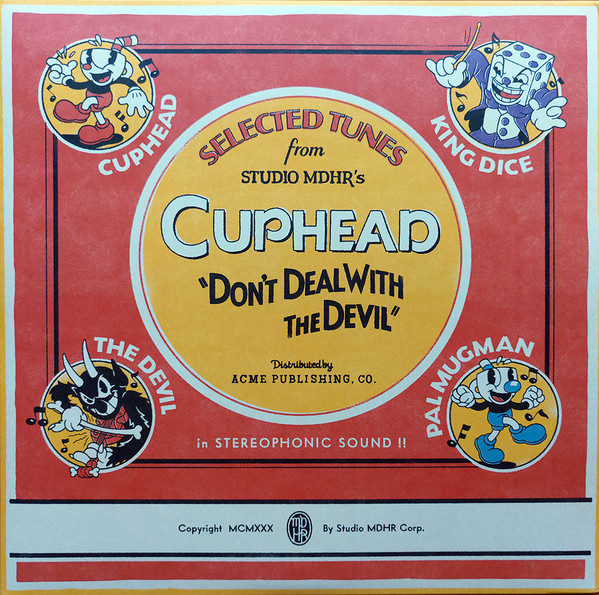 CUPHEAD
KING DICE
SELECTED TUNES
from
STUDIO MDHR's
CUPHEAD
"DON'T DEAL WITH
THE DEVIL"
Distributed by
ACME PUBLISHING, CO.
THE DEVIL
PAL MUGMAN
in STEREOPHONIC SOUND !!
Copyright MCMXXX MDHR By Studio MDHR Corp.